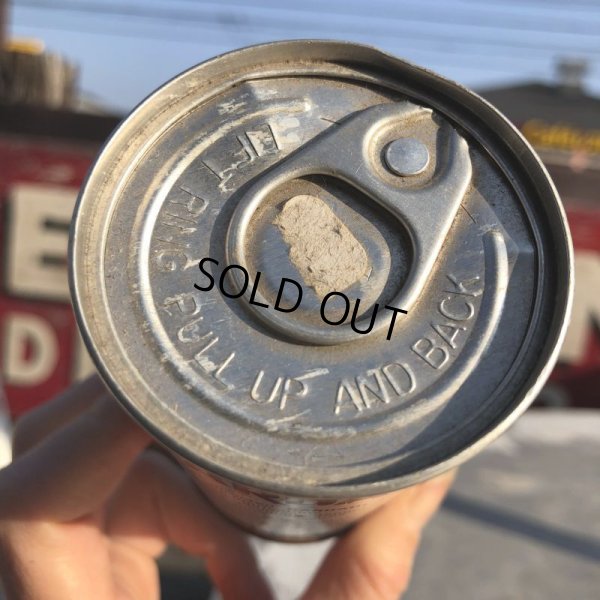 LIFT RING PULL UP AND BACK
SOLD OUT
E
D